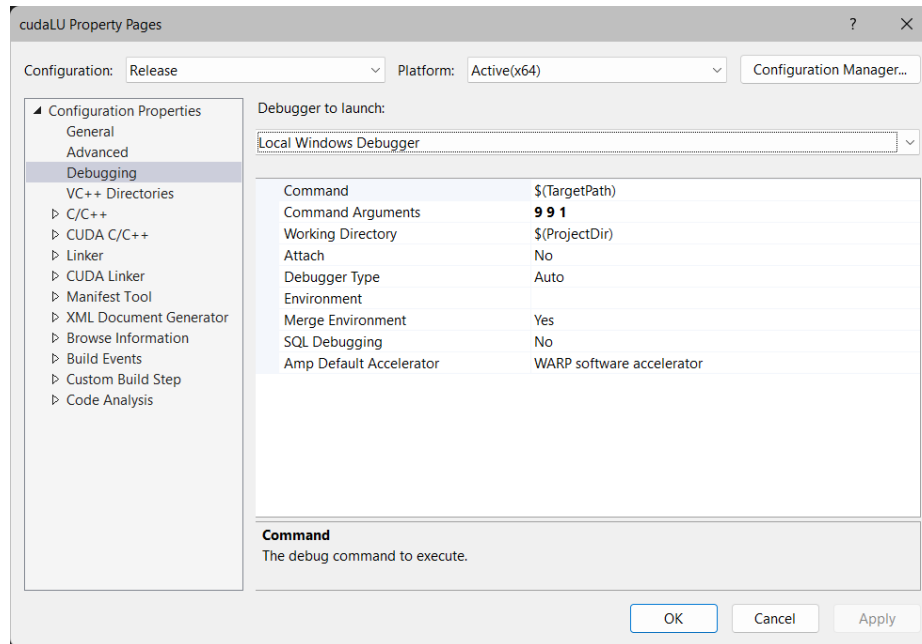 cudaLU Property Pages ? ×
Configuration: Release Platform: Active(x64) Configuration Manager...
Configuration Properties
General
Advanced
Debugging
VC++ Directories
C/C++
CUDA C/C++
Linker
CUDA Linker
Manifest Tool
XML Document Generator
Browse Information
Build Events
Custom Build Step
Code Analysis
Debugger to launch:
Local Windows Debugger
Command $(TargetPath)
Command Arguments 9 9 1
Working Directory $(ProjectDir)
Attach No
Debugger Type Auto
Environment
Merge Environment Yes
SQL Debugging No
Amp Default Accelerator WARP software accelerator
Command
The debug command to execute.
OK Cancel Apply